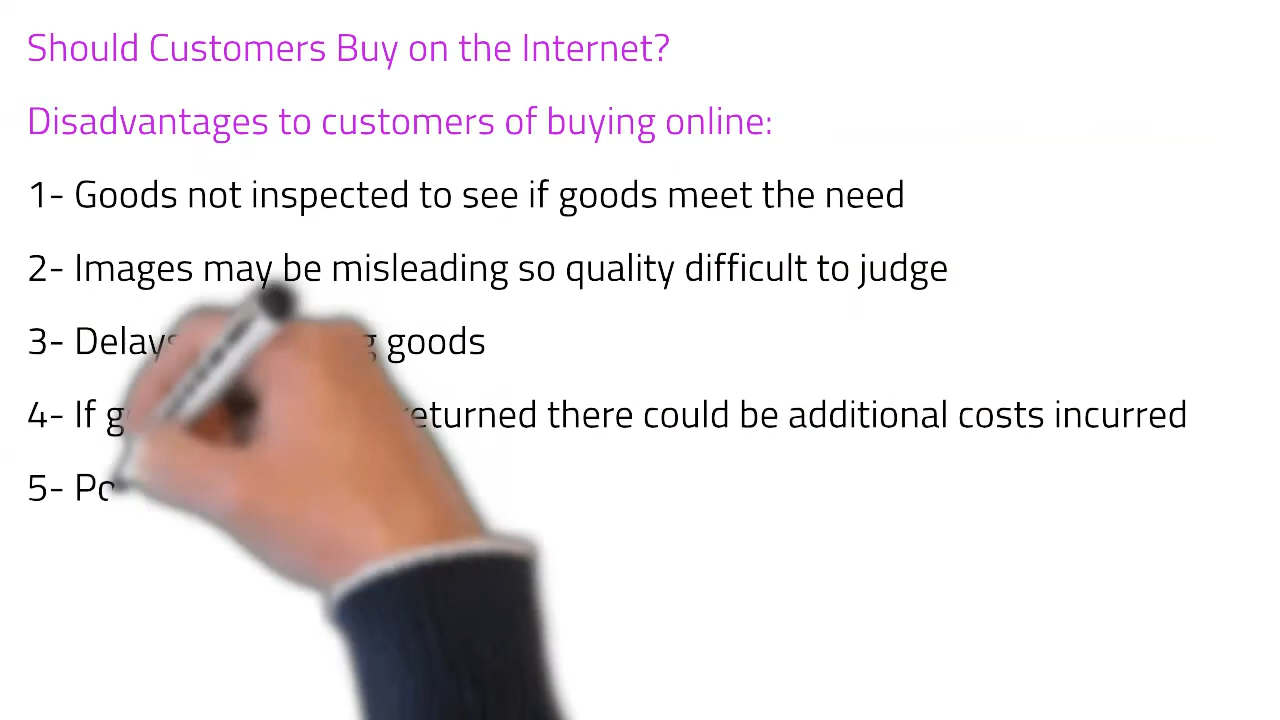 Should Customers Buy on the Internet?
Disadvantages to customers of buying online:
1- Goods not inspected to see if goods meet the need
2- Images may be misleading so quality difficult to judge
3- goods
4- If there could be additional costs incurred
5-